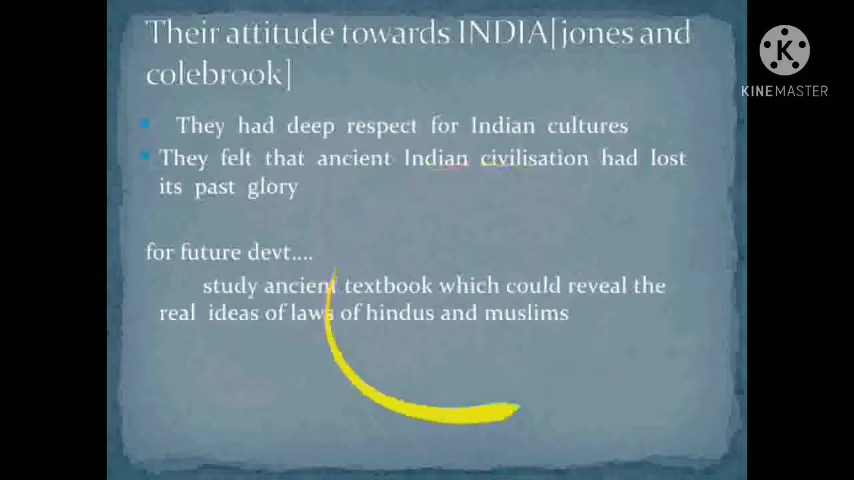 Their attitude towards INDIA[jones and
colebrook]
They had deep respect for Indian cultures
They felt that ancient Indian civilisation had lost
its past glory
for future devt....
study ancient textbook which could reveal the
real ideas of laws of hindus and muslims
K
KINEMASTER